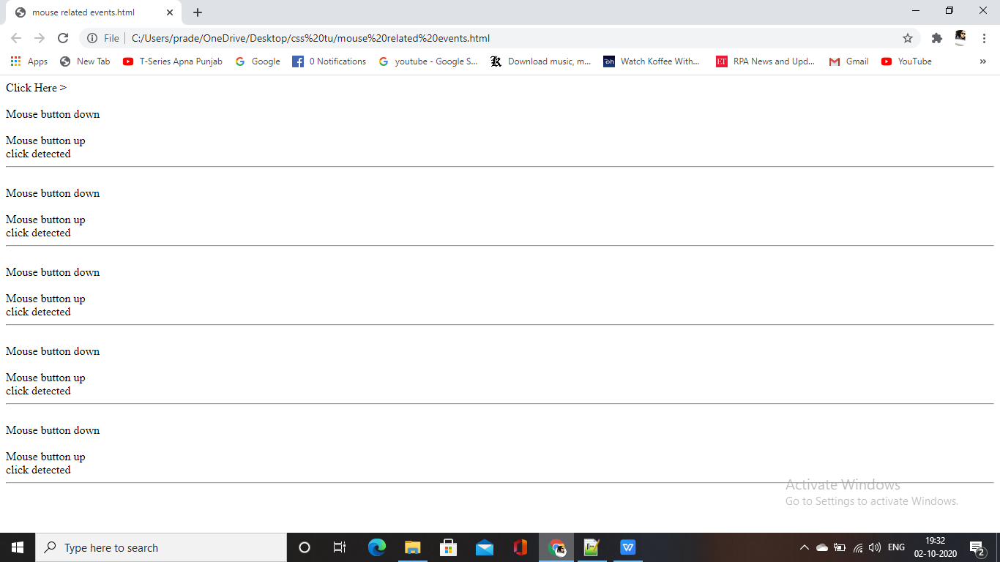 mouse related events.html
File C:/Users/prade/OneDrive/Desktop/css%20tu/mouse%20related%20events.html
Apps New Tab T-Series Apna Punjab Google 0 Notifications youtube - Google S... Download music, m... Dh Watch Koffee With... ET RPA News and Upd... Gmail YouTube »
Click Here >
Mouse button down
Mouse button up
click detected
Mouse button down
Mouse button up
click detected
Mouse button down
Mouse button up
click detected
Mouse button down
Mouse button up
click detected
Mouse button down
Mouse button up
click detected
Activate Windows
Go to Settings to activate Windows.
Type here to search
ENG
19:32
02-10-2020
2